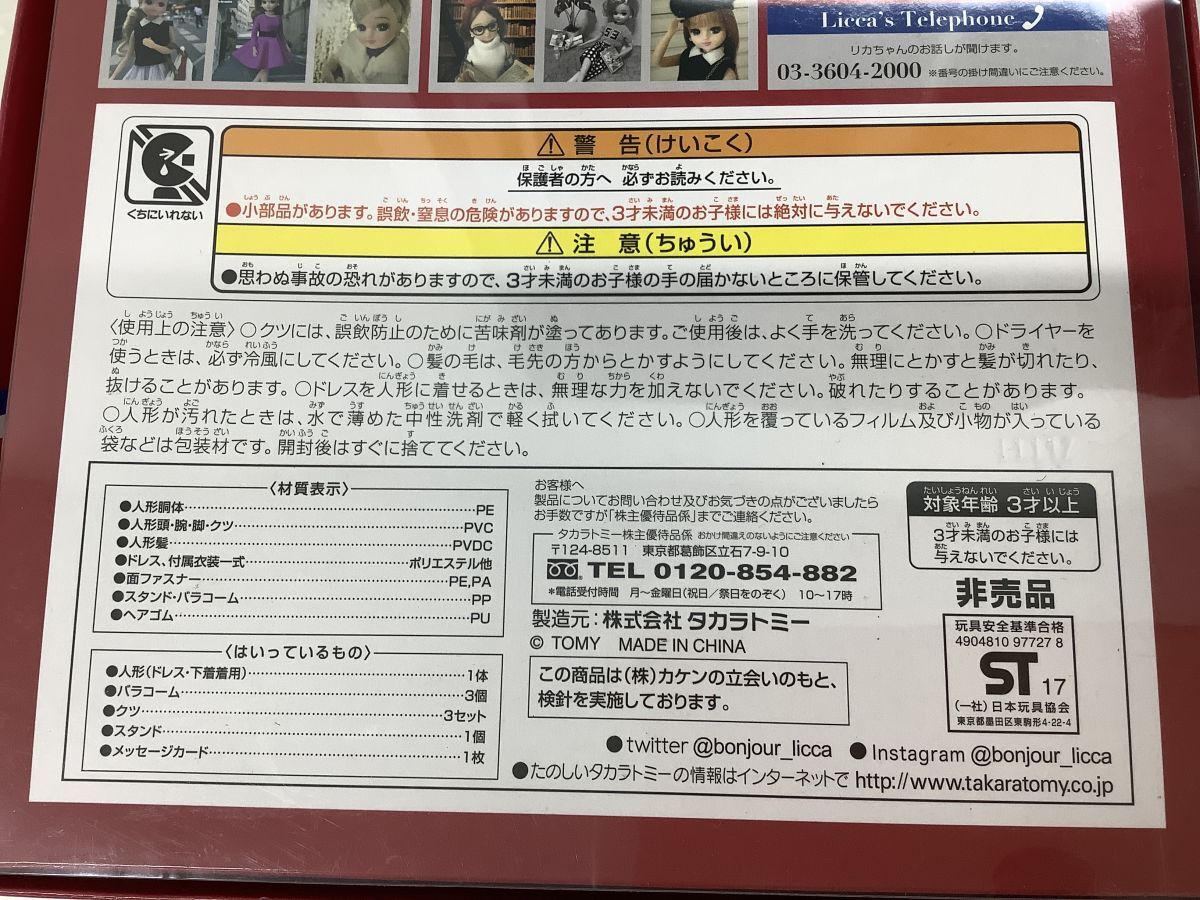 Licca's Telephone
リカちゃんのお話しが聞けます。
03-3604-2000 ※番号の掛け間違いにご注意ください。
くちにいれない
⚠ 警 告(けいこく)
保護者の方へ 必ずお読みください。
●小部品があります。誤飲・窒息の危険がありますので、3才未満のお子様には絶対に与えないでください。
⚠ 注 意(ちゅうい)
●思わぬ事故の恐れがありますので、3才未満のお子様の手の届かないところに保管してください。
〈使用上の注意〉○クツには、誤飲防止のために苦味剤が塗ってあります。ご使用後は、よく手を洗ってください。○ドライヤーを
使うときは、必ず冷風にしてください。○髪の毛は、毛先の方からとかすようにしてください。無理にとかすと髪が切れたり、
抜けることがあります。○ドレスを人形に着せるときは、無理な力を加えないでください。破れたりすることがあります。
○人形が汚れたときは、水で薄めた中性洗剤で軽く拭いてください。○人形を覆っているフィルム及び小物が入っている
袋などは包装材です。開封後はすぐに捨ててください。
〈材質表示〉
●人形胴体……PE
●人形頭・腕・脚・クツ……PVC
●人形髪……PVDC
●ドレス、付属衣装一式……ポリエステル他
●面ファスナー……PE,PA
●スタンド・バラコーム……PP
●ヘアゴム……PU
〈はいっているもの〉
●人形(ドレス・下着着用)……1体
●バラコーム……3個
●クツ……3セット
●スタンド……1個
●メッセージカード……1枚
お客様へ
製品についてお問い合わせ及びお気づきの点がございましたら
お手数ですが「株主優待品係」までご連絡ください。
タカラトミー株主優待品係 おかけ間違えのないようにご注意ください
〒124-8511 東京都葛飾区立石7-9-10
TEL 0120-854-882
*電話受付時間 月〜金曜日(祝日/祭日をのぞく) 10〜17時
製造元:株式会社 タカラトミー
© TOMY MADE IN CHINA
この商品は(株)カケンの立会いのもと、
検針を実施しております。
たいしょうねんれい さいいじょう
対象年齢 3才以上
3才未満のお子様には
与えないでください。
非売品
玩具安全基準合格
4904810 97727 8
ST 17
(一社)日本玩具協会
東京都墨田区東駒形4-22-4
●twitter @bonjour_licca ●Instagram @bonjour_licca
●たのしいタカラトミーの情報はインターネットで http://www.takaratomy.co.jp